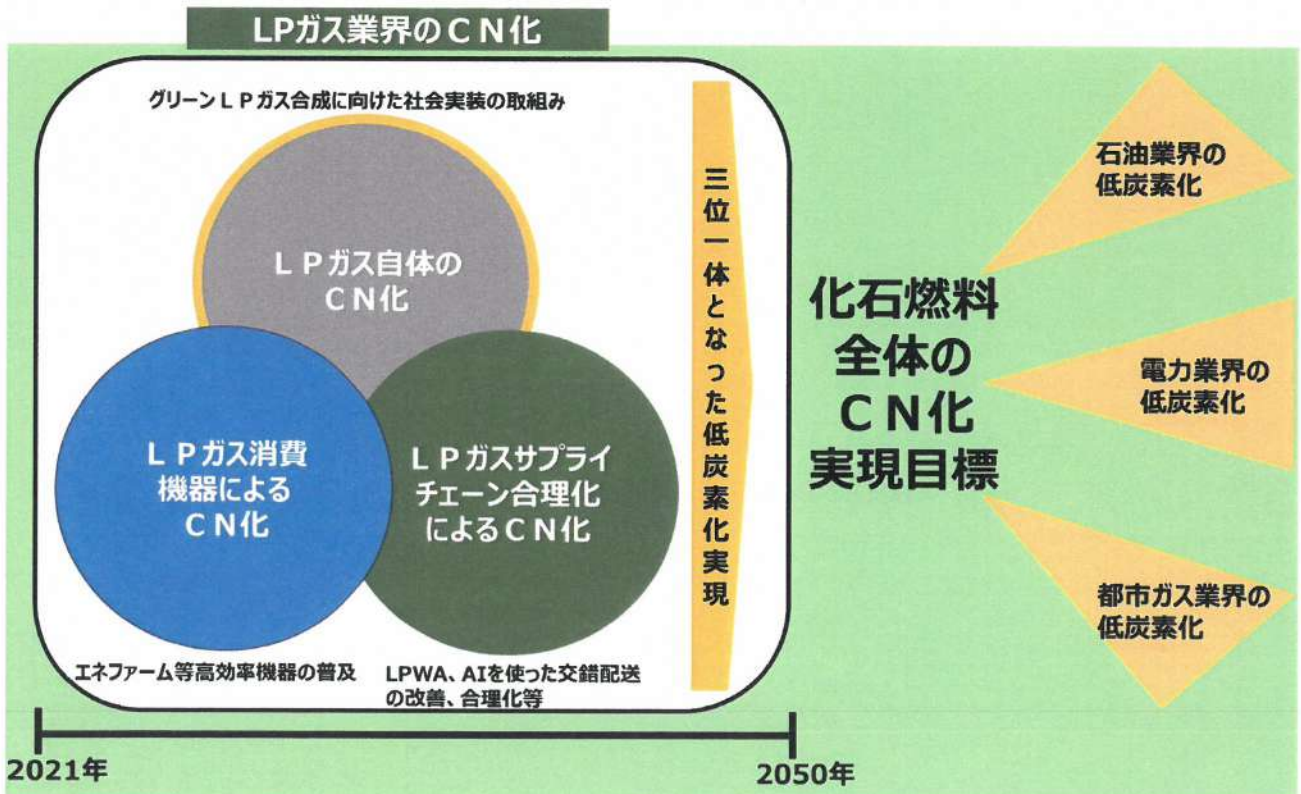 LPガス業界のCN化
グリーンLPガス合成に向けた社会実装の取組み
LPガス自体の
CN化
LPガス消費
機器による
CN化
LPガスサプライ
チェーン合理化
によるCN化
エネファーム等高効率機器の普及
LPWA、AIを使った交錯配送
の改善、合理化等
三位一体となった低炭素化実現
化石燃料
全体の
CN化
実現目標
石油業界の
低炭素化
電力業界の
低炭素化
都市ガス業界の
低炭素化
2021年
2050年